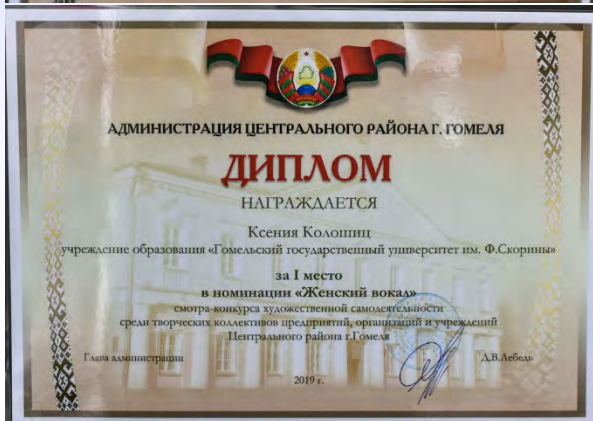 АДМИНИСТРАЦИЯ ЦЕНТРАЛЬНОГО РАЙОНА Г. ГОМЕЛЯ
ДИПЛОМ
НАГРАЖДАЕТСЯ
Ксения Колошиц
учреждение образования «Гомельский государственный университет им. Ф.Скорины»
за I место
в номинации «Женский вокал»
смотра-конкурса художественной самодеятельности
среди творческих коллективов предприятий, организаций и учреждений
Центрального района г.Гомеля
Глава администрации
Д.В.Лебедь
2019 г.